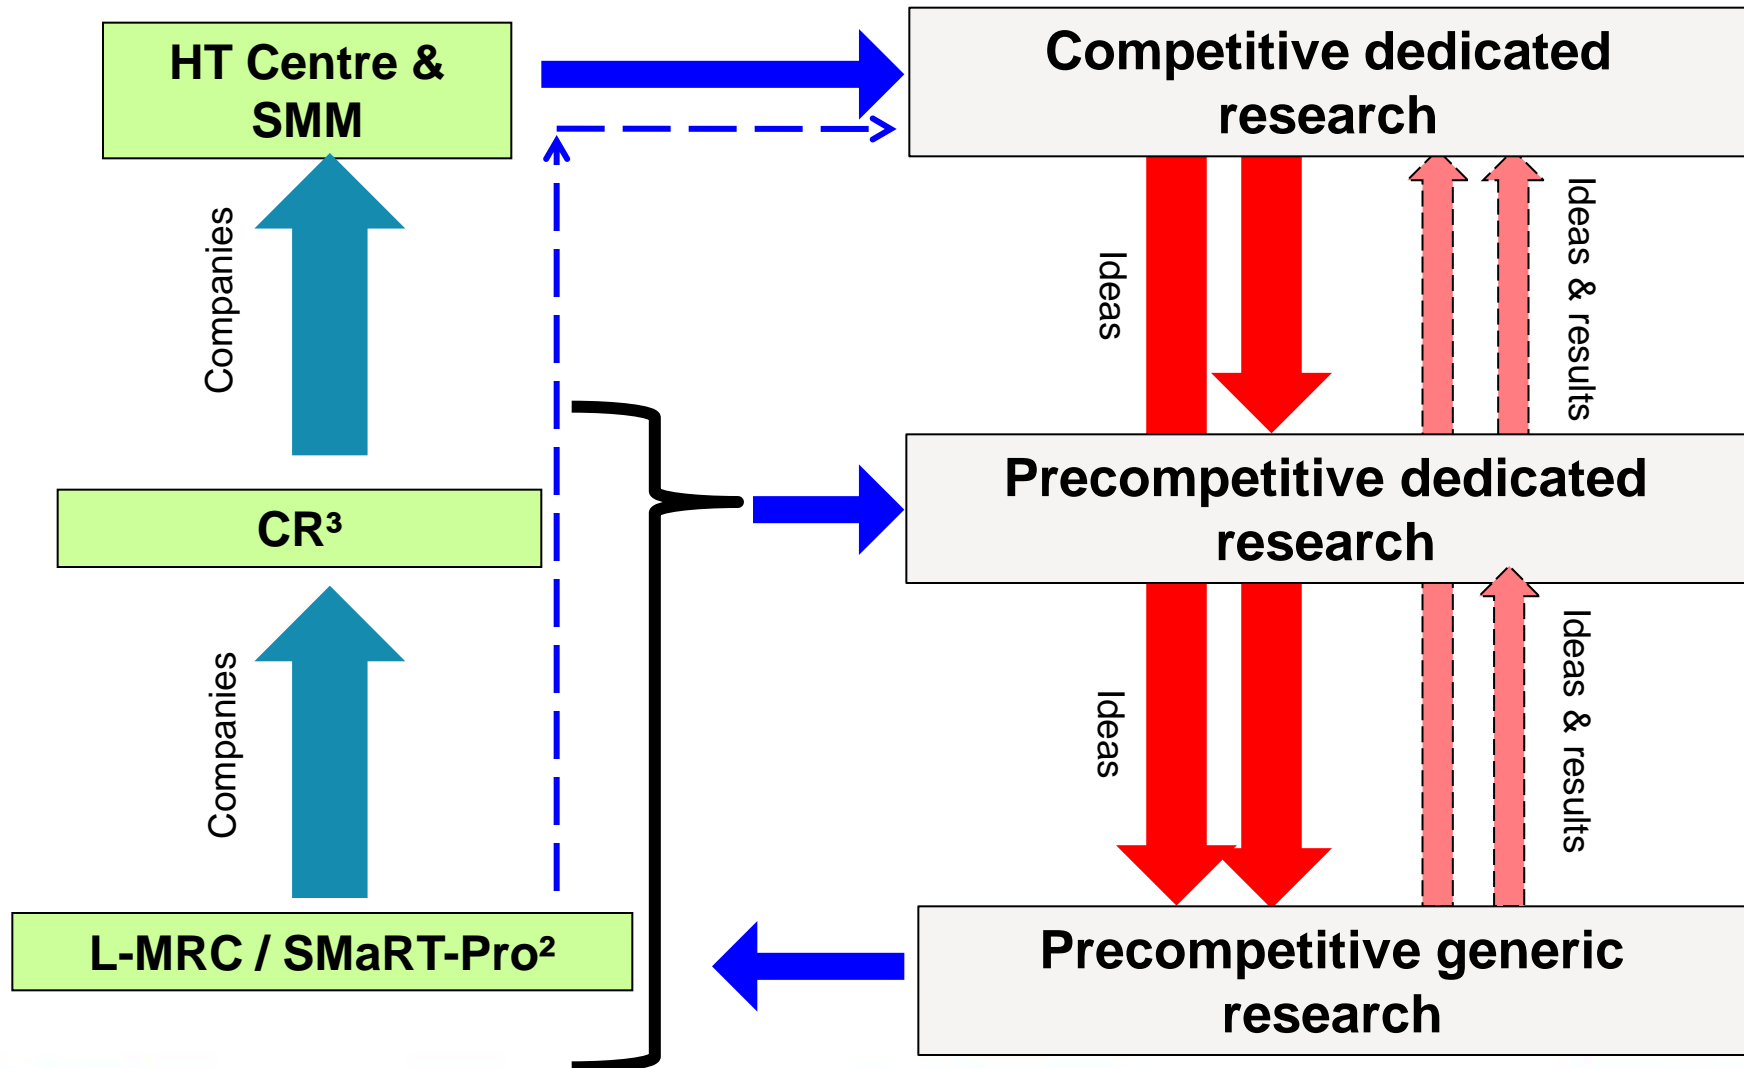 HT Centre &
SMM
Competitive dedicated
research
Companies
Ideas
Ideas & results
CR³
Precompetitive dedicated
research
Companies
Ideas
Ideas & results
L-MRC / SMaRT-Pro²
Precompetitive generic
research